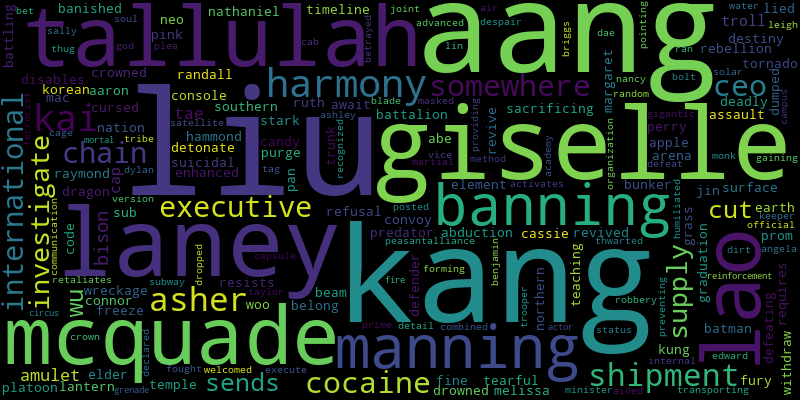 tallulah
aang
liu
giselle
laney
kang
mcquade
manning
banning
lao
kai
harmony
somewhere
ceo
international
investigate
chain
executive
asher
cocaine
sends
shipment
supply
cut
wu
bison
cap
banished
nathaniel
timeline
neo
pink
soul
bet
battling
troll
lied
destiny
rebellion
tornado
water
leigh
joint
air
advanced
despair
god
plea
cab
sally
thug
betrayed
lin
dae
pointing
ran
briggs
nancy
bolt
solar
random
campus
gigantic
margaret
dumped
deadly
assault
perry
apple
arena
defeat
monk
gaining
organization
providing
method
vice
martial
academy
activates
tag
version
masked
blade
battalion
sacrificing
abe
revive
ruth
await
southern
console
randall
crowned
disables
korean
aaron
mac
cursed
tae
nation
hammond
stark
detonate
satellite
ashley
recognized
candy
trunk
purge
suicidal
enhanced
raymond
dylan
mortal
tribe
cage
dragon
pan
element
bunker
jin
surface
earth
keeper
official
prom
angela
dirt
requires
defeating
reinforcement
withdraw
graduation
grass
humiliated
batman
edward
internal
fury
kung
thwarted
preventing
status
robbery
northern
teaching
cassie
revived
refusal
convoy
predator
abduction
posted
peasantalliance
benjamin
forming
fire
defender
trooper
actor
combined
detail
prime
fine
tearful
drowned
melissa
minister
aided
transporting
belong
beam
resists
woo
capsule
taylor
dropped
subway
wreckage
connor
freeze
retaliates
code
sub
communication
circus
crown
declared
platoon
lantern
amulet
elder
temple
fought
welcomed
execute
grenade